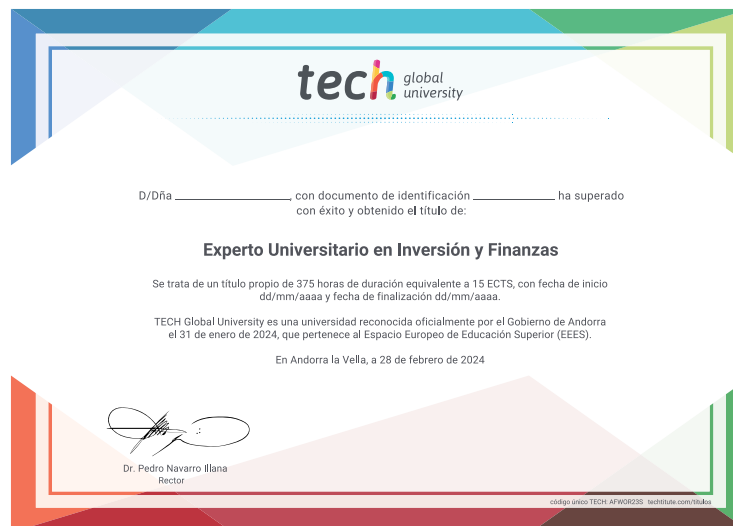 tech global university
D/Dña ____________________, con documento de identificación ______________ ha superado
con éxito y obtenido el título de:
Experto Universitario en Inversión y Finanzas
Se trata de un título propio de 375 horas de duración equivalente a 15 ECTS, con fecha de inicio
dd/mm/aaaa y fecha de finalización dd/mm/aaaa.
TECH Global University es una universidad reconocida oficialmente por el Gobierno de Andorra
el 31 de enero de 2024, que pertenece al Espacio Europeo de Educación Superior (EEES).
En Andorra la Vella, a 28 de febrero de 2024
Dr. Pedro Navarro Illana
Rector
código único TECH: AFWOR23S techtitute.com/titulos